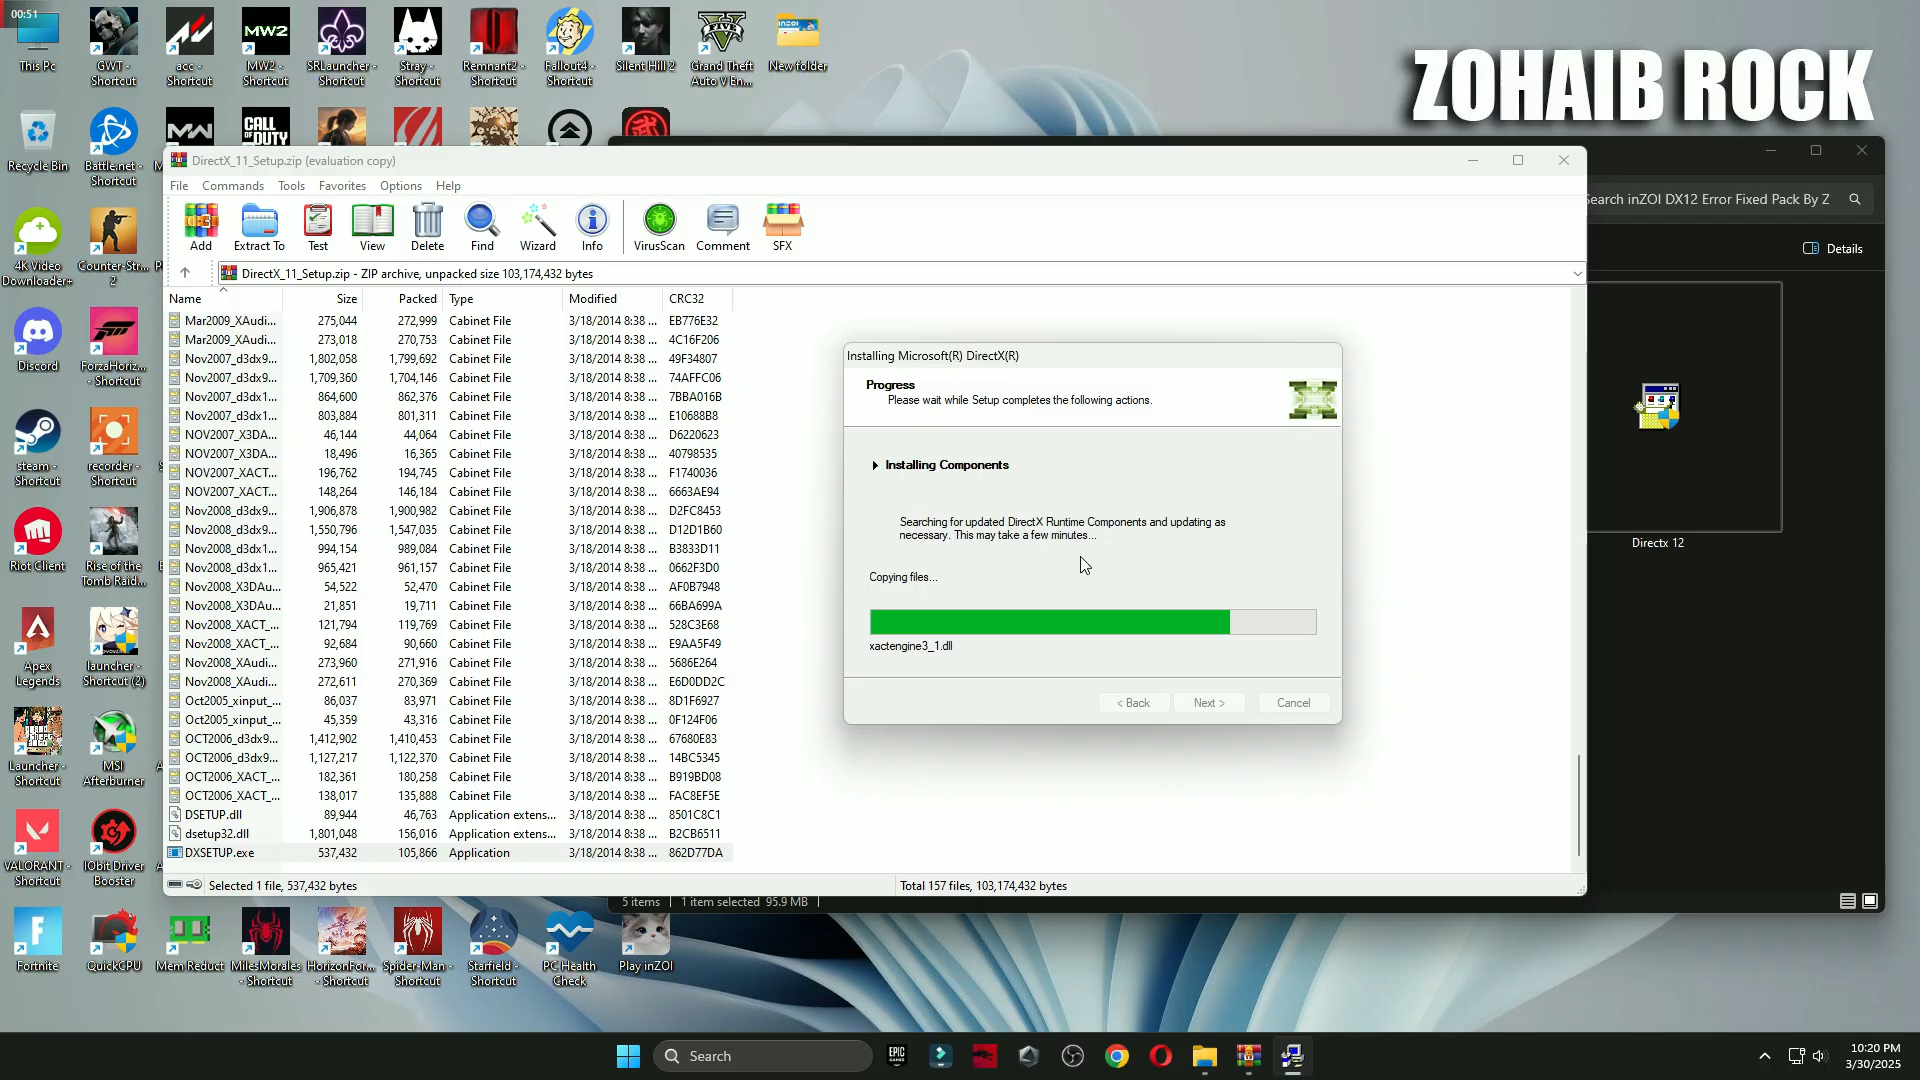 00:51
This Pc
GWT - Shortcut
acc - Shortcut
MW2 - Shortcut
SRLauncher - Shortcut
Stray - Shortcut
Remnant2 - Shortcut
Fallout4 - Shortcut
Silent Hill 2
Grand Theft Auto V En...
New folder
ZOHAIB ROCK
Recycle Bin
Battle.net - Shortcut
DirectX_11_Setup.zip (evaluation copy)
File Commands Tools Favorites Options Help
Add Extract To Test View Delete Find Wizard Info VirusScan Comment SFX
DirectX_11_Setup.zip - ZIP archive, unpacked size 103,174,432 bytes
Name Size Packed Type Modified CRC32
Mar2009_XAudi... 275,044 272,999 Cabinet File 3/18/2014 8:38 ... EB776E32
Mar2009_XAudi... 273,018 270,753 Cabinet File 3/18/2014 8:38 ... 4C16F206
Nov2007_d3dx9... 1,802,058 1,799,692 Cabinet File 3/18/2014 8:38 ... 49F34807
Nov2007_d3dx9... 1,709,360 1,704,146 Cabinet File 3/18/2014 8:38 ... 74AFFC06
Nov2007_d3dx1... 864,600 862,376 Cabinet File 3/18/2014 8:38 ... 7BBA016B
Nov2007_d3dx1... 803,884 801,311 Cabinet File 3/18/2014 8:38 ... E10688B8
NOV2007_X3DA... 46,144 44,064 Cabinet File 3/18/2014 8:38 ... D6220623
NOV2007_X3DA... 18,496 16,365 Cabinet File 3/18/2014 8:38 ... 40798535
NOV2007_XACT... 196,762 194,745 Cabinet File 3/18/2014 8:38 ... F1740036
NOV2007_XACT... 148,264 146,184 Cabinet File 3/18/2014 8:38 ... 6663AE94
Nov2008_d3dx9... 1,906,878 1,900,982 Cabinet File 3/18/2014 8:38 ... D2FC8453
Nov2008_d3dx9... 1,550,796 1,547,035 Cabinet File 3/18/2014 8:38 ... D12D1B60
Nov2008_d3dx1... 994,154 989,084 Cabinet File 3/18/2014 8:38 ... B3833D11
Nov2008_d3dx1... 965,421 961,157 Cabinet File 3/18/2014 8:38 ... 0662F3D0
Nov2008_X3DAu... 54,522 52,470 Cabinet File 3/18/2014 8:38 ... AF0B7948
Nov2008_X3DAu... 21,851 19,711 Cabinet File 3/18/2014 8:38 ... 66BA699A
Nov2008_XACT_... 121,794 119,769 Cabinet File 3/18/2014 8:38 ... 528C3E68
Nov2008_XACT_... 92,684 90,660 Cabinet File 3/18/2014 8:38 ... E9AA5F49
Nov2008_XAudi... 273,960 271,916 Cabinet File 3/18/2014 8:38 ... 5686E264
Nov2008_XAudi... 272,611 270,369 Cabinet File 3/18/2014 8:38 ... E6D0DD2C
Oct2005_xinput_... 86,037 83,971 Cabinet File 3/18/2014 8:38 ... 8D1F6927
Oct2005_xinput_... 45,359 43,316 Cabinet File 3/18/2014 8:38 ... 0F124F06
OCT2006_d3dx9... 1,412,902 1,410,453 Cabinet File 3/18/2014 8:38 ... 67680E83
OCT2006_d3dx9... 1,127,217 1,122,370 Cabinet File 3/18/2014 8:38 ... 14BC5345
OCT2006_XACT_... 182,361 180,258 Cabinet File 3/18/2014 8:38 ... B919BD08
OCT2006_XACT_... 138,017 135,888 Cabinet File 3/18/2014 8:38 ... FAC8EF5E
DSETUP.dll 89,944 46,763 Application extens... 3/18/2014 8:38 ... 8501C8C1
dsetup32.dll 1,801,048 156,016 Application extens... 3/18/2014 8:38 ... B2CB6511
DXSETUP.exe 537,432 105,866 Application 3/18/2014 8:38 ... 862D77DA
Selected 1 file, 537,432 bytes
Total 157 files, 103,174,432 bytes
Installing Microsoft(R) DirectX(R)
Progress
Please wait while Setup completes the following actions.
Installing Components
Searching for updated DirectX Runtime Components and updating as
necessary. This may take a few minutes...
Copying files...
xactengine3_1.dll
< Back Next > Cancel
Search inZOI DX12 Error Fixed Pack By Z
Details
Directx 12
5 items 1 item selected 95.9 MB
4K Video Downloader+
Counter-Str... 2
Discord
ForzaHoriz... - Shortcut
steam - Shortcut
recorder - Shortcut
Riot Client
Rise of the Tomb Raid...
Apex Legends
launcher - Shortcut (2)
Launcher - Shortcut
MSI Afterburner
VALORANT - Shortcut
IObit Driver Booster
Fortnite
QuickCPU
Mem Reduct
MilesMorales - Shortcut
HorizonFor... - Shortcut
Spider-Man - Shortcut
Starfield - Shortcut
PC Health Check
Play inZOI
Search
10:20 PM
3/30/2025